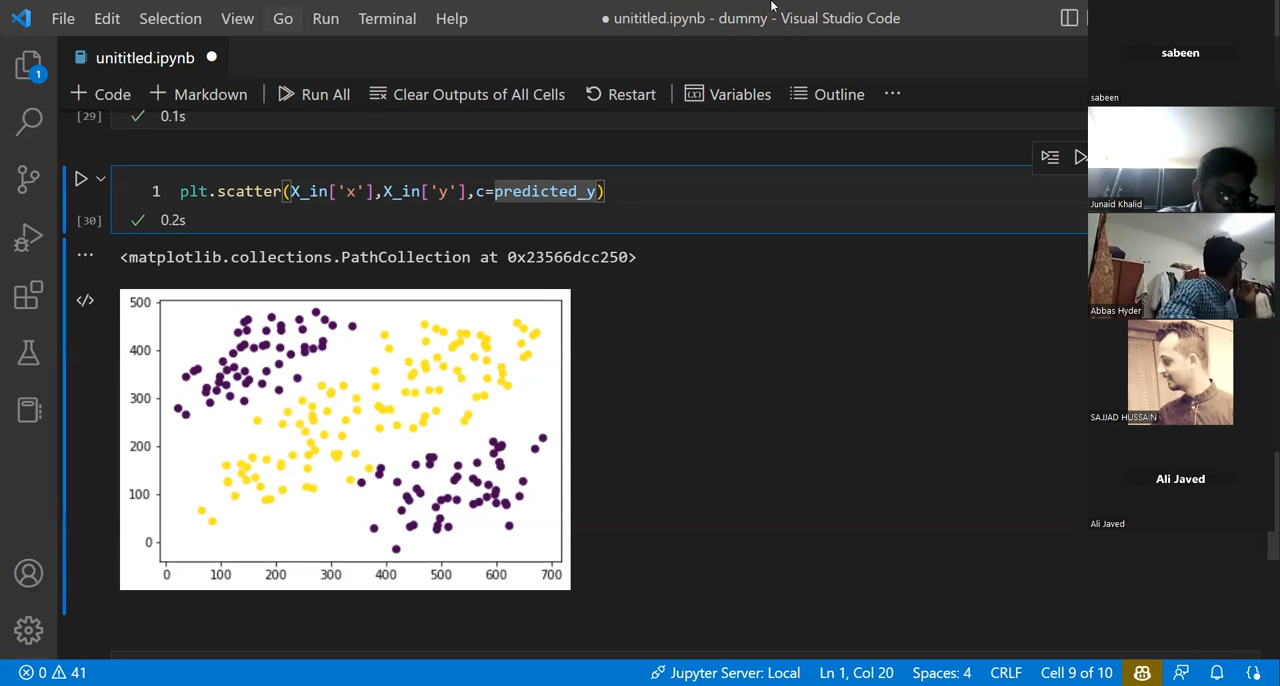 File Edit Selection View Go Run Terminal Help
● unititled.ipynb - dummy - Visual Studio Code
1
unititled.ipynb ●
Code Markdown Run All Clear Outputs of All Cells Restart Variables Outline ...
[29] ✓ 0.1s
1 plt.scatter(X_in['x'],X_in['y'],c=predicted_y)
[30] ✓ 0.2s
<matplotlib.collections.PathCollection at 0x23566dcc250>
500
400
300
200
100
0
0 100 200 300 400 500 600 700
sabeen
sabeen
Junaid Khalid
Abbas Hyder
SAJJAD HUSSAIN
Ali Javed
Ali Javed
0 41 Jupyter Server: Local Ln 1, Col 20 Spaces: 4 CRLF Cell 9 of 10